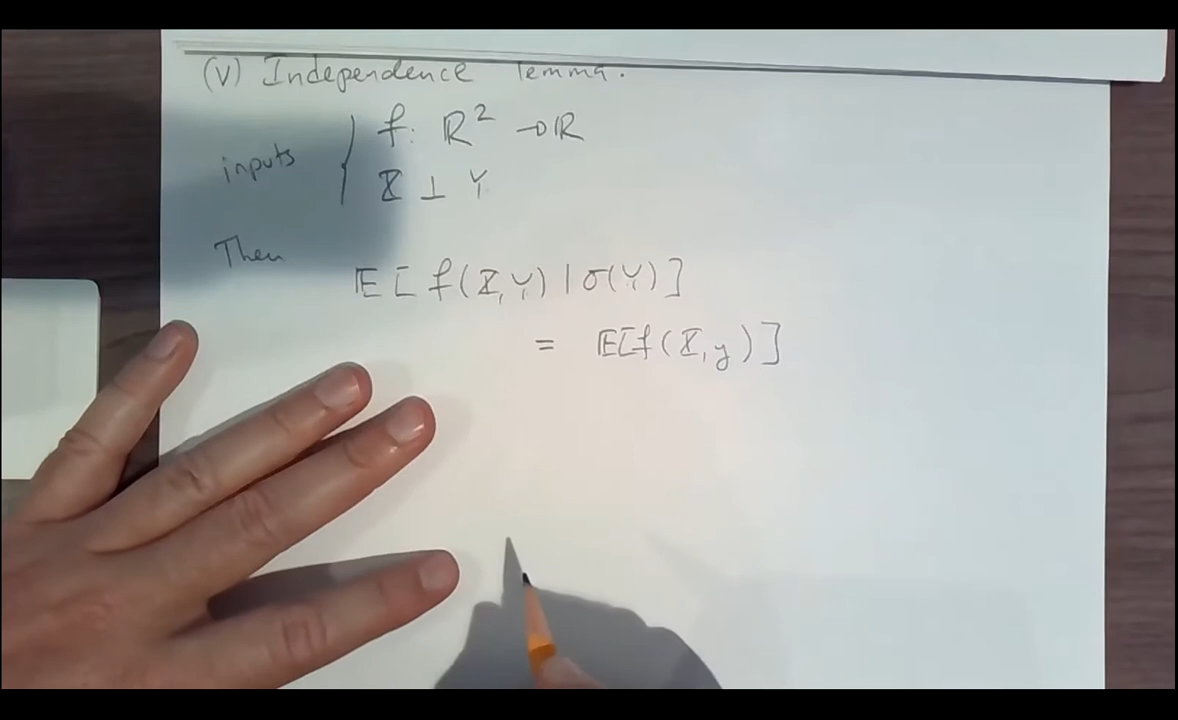 (V) Independence lemma.
inputs { f: ℝ² → ℝ
Z ⊥ Y
Then
𝔼[f(Z,Y) | σ(Y)]
= 𝔼[f(Z,y)]